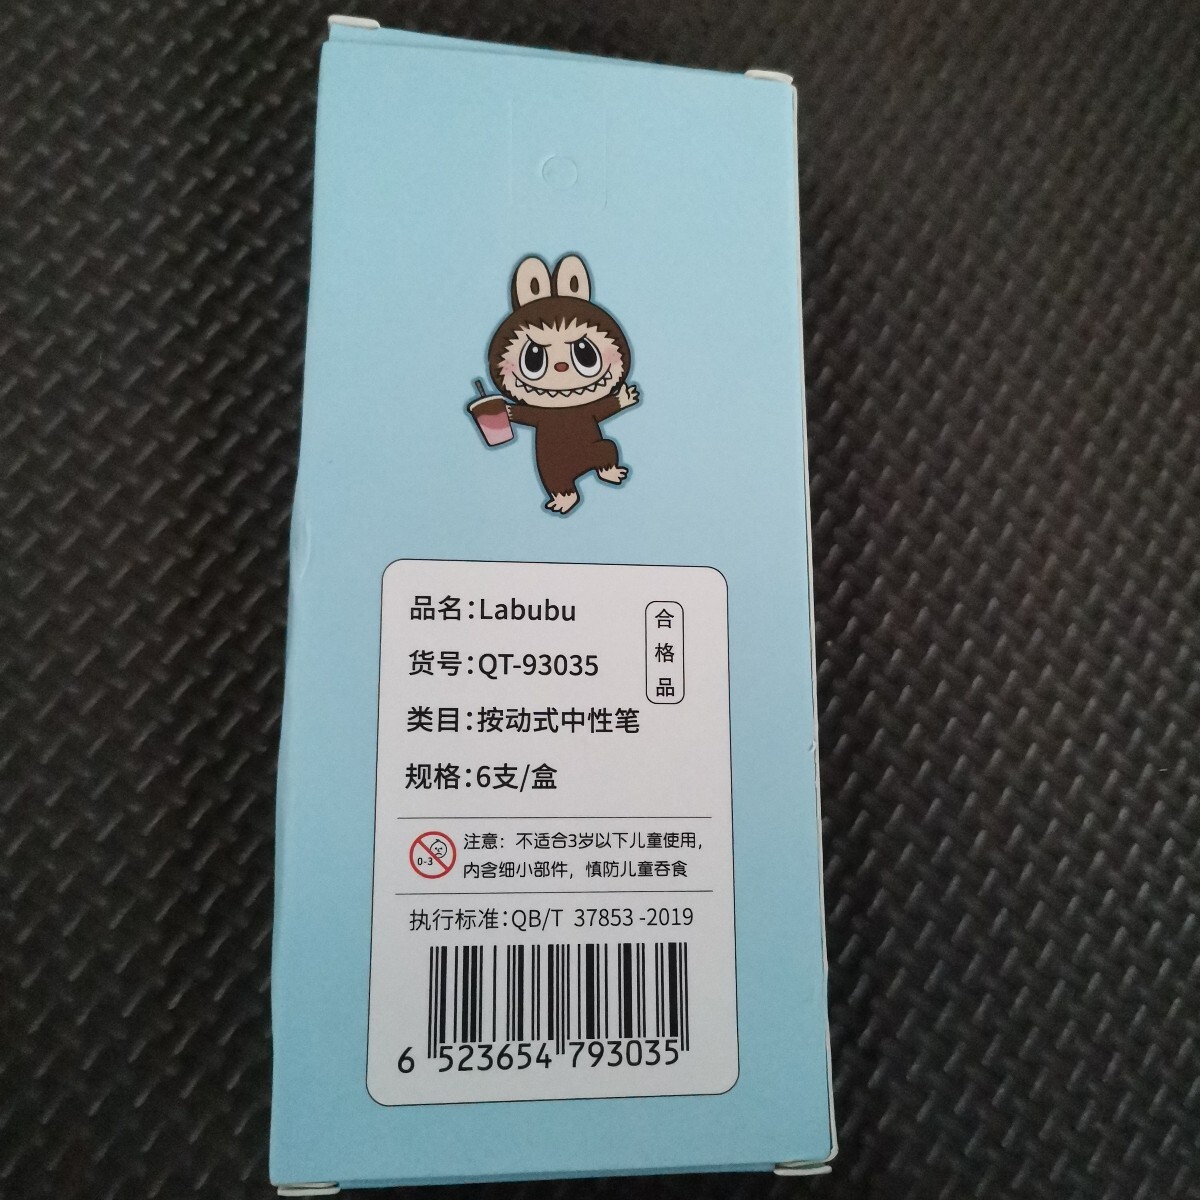 品名:Labubu
合格品
货号:QT-93035
类目:按动式中性笔
规格:6支/盒
0-3
注意：不适合3岁以下儿童使用，
内含细小部件，慎防儿童吞食
执行标准:QB/T 37853 -2019
6 523654 793035